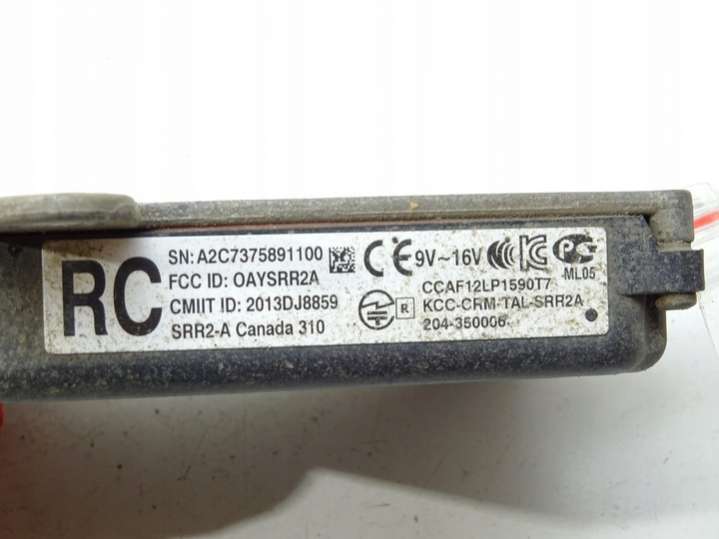 RC
SN: A2C7375891100
FCC ID: OAYSRR2A
CMIIT ID: 2013DJ8859
SRR2-A Canada 310
CE 9V~16V
ML05
CCAF12LP1590T7
R
KCC-CRM-TAL-SRR2A
204-350006